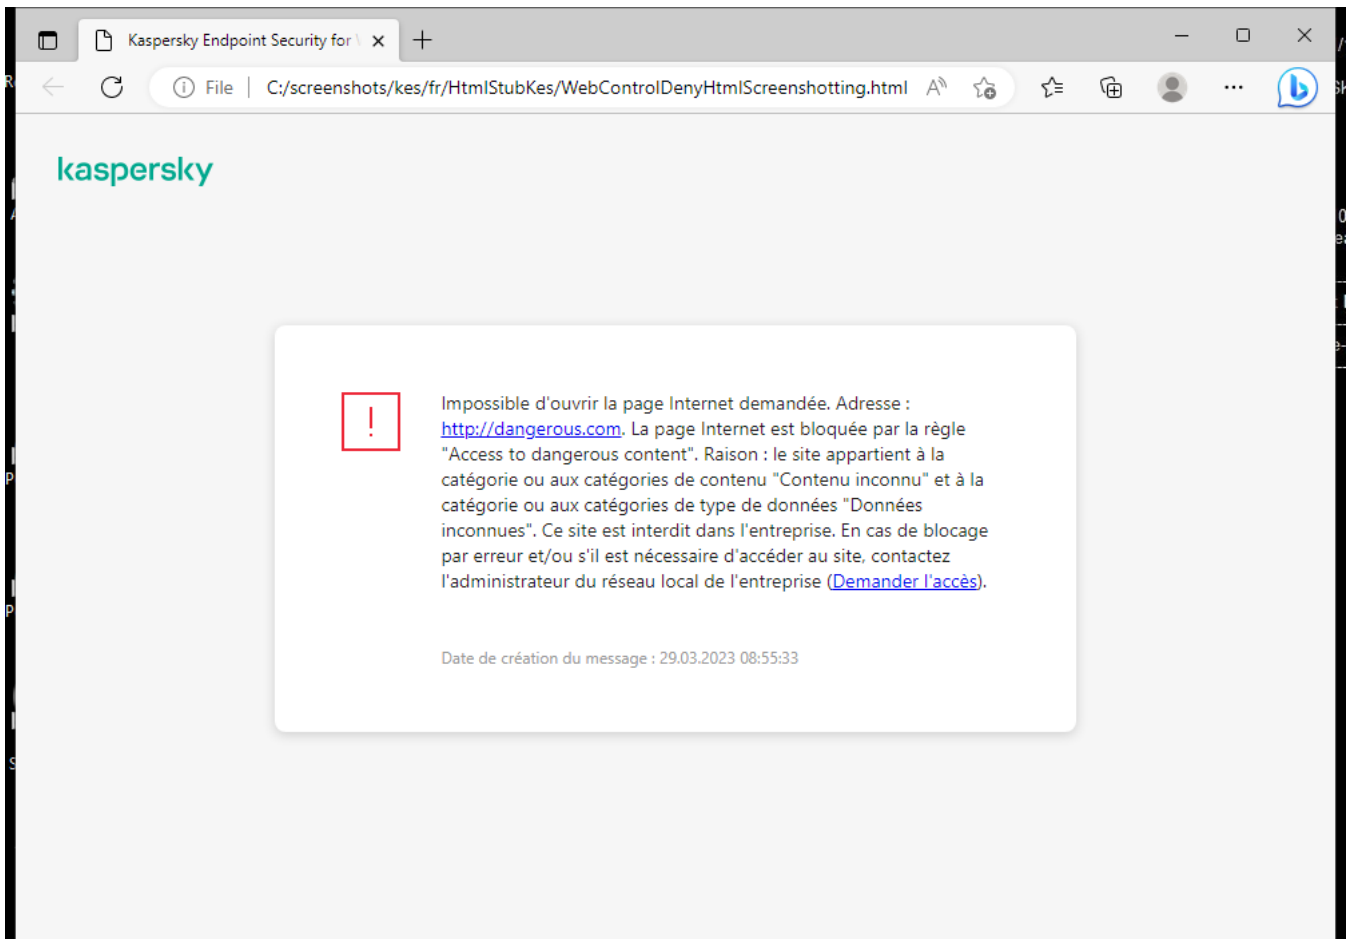 Kaspersky Endpoint Security for
File
C:/screenshots/kes/fr/HtmlStubKes/WebControlDenyHtmlScreenshotting.html
kaspersky
Impossible d'ouvrir la page Internet demandée. Adresse :
http://dangerous.com. La page Internet est bloquée par la règle
"Access to dangerous content". Raison : le site appartient à la
catégorie ou aux catégories de contenu "Contenu inconnu" et à la
catégorie ou aux catégories de type de données "Données
inconnues". Ce site est interdit dans l'entreprise. En cas de blocage
par erreur et/ou s'il est nécessaire d'accéder au site, contactez
l'administrateur du réseau local de l'entreprise (Demander l'accès).
Date de création du message : 29.03.2023 08:55:33